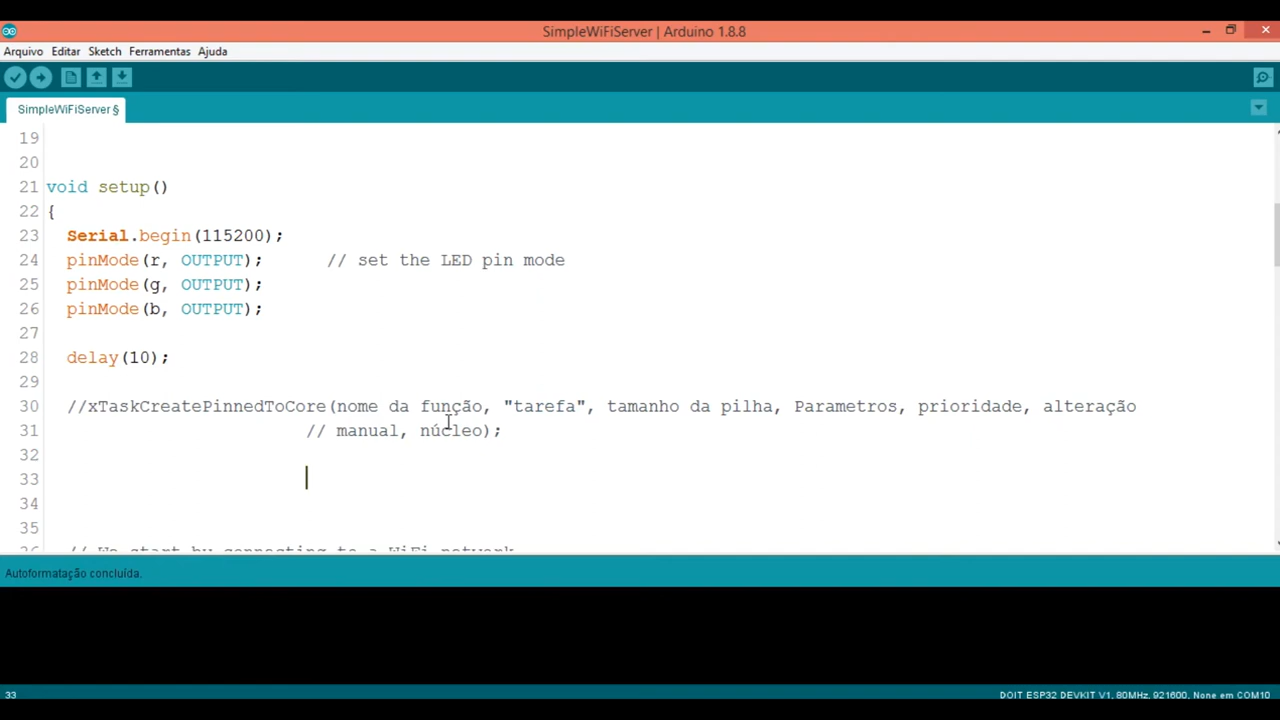 SimpleWiFiServer | Arduino 1.8.8
Arquivo Editar Sketch Ferramentas Ajuda
SimpleWiFiServer §
19
20
21 void setup()
22 {
23 Serial.begin(115200);
24 pinMode(r, OUTPUT); // set the LED pin mode
25 pinMode(g, OUTPUT);
26 pinMode(b, OUTPUT);
27
28 delay(10);
29
30 //xTaskCreatePinnedToCore(nome da função, "tarefa", tamanho da pilha, Parametros, prioridade, alteração
31 // manual, núcleo);
32
33
34
35
36 // We start by connecting to a WiFi network
Autoformatação concluída.
33 DOIT ESP32 DEVKIT V1, 80MHz, 921600, None em COM10